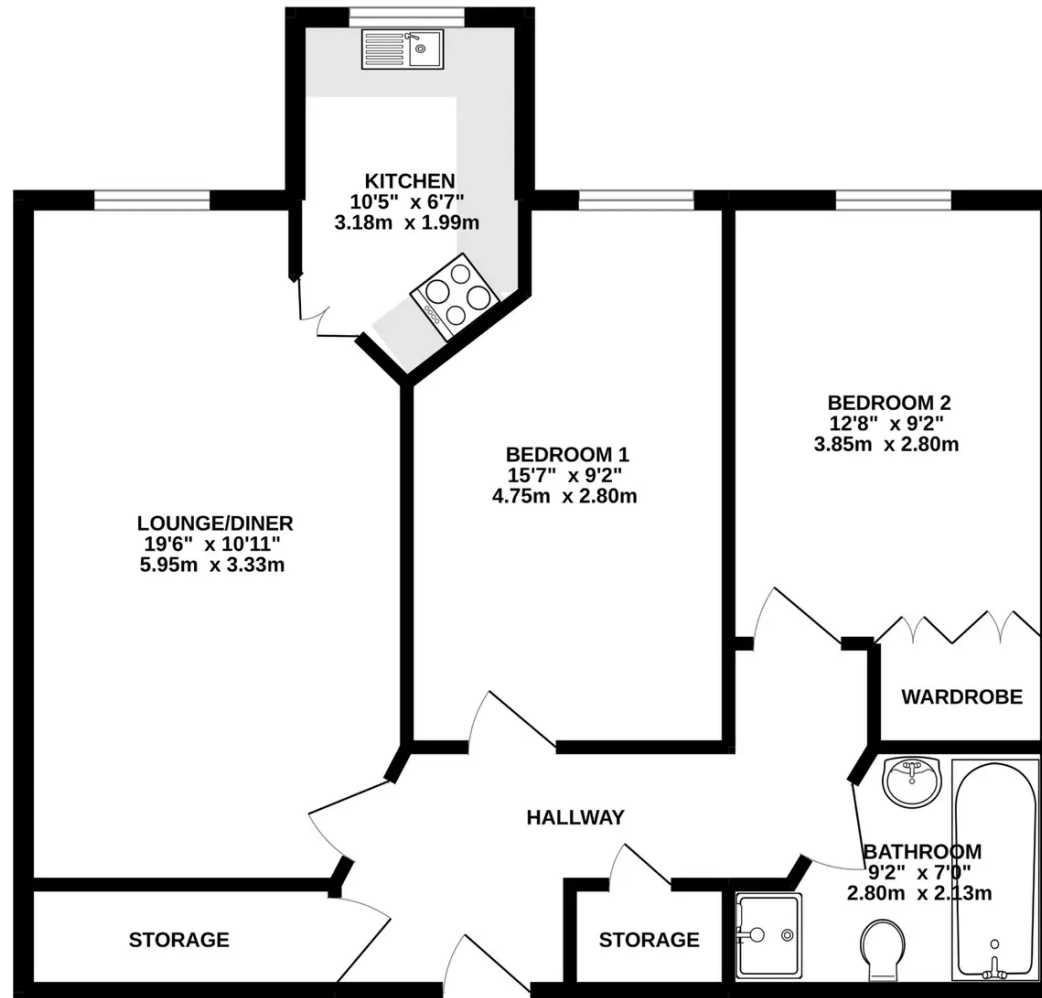 KITCHEN
10'5" x 6'7"
3.18m x 1.99m
BEDROOM 2
12'8" x 9'2"
3.85m x 2.80m
BEDROOM 1
15'7" x 9'2"
4.75m x 2.80m
LOUNGE/DINER
19'6" x 10'11"
5.95m x 3.33m
WARDROBE
HALLWAY
BATHROOM
9'2" x 7'0"
2.80m x 2.13m
STORAGE
STORAGE